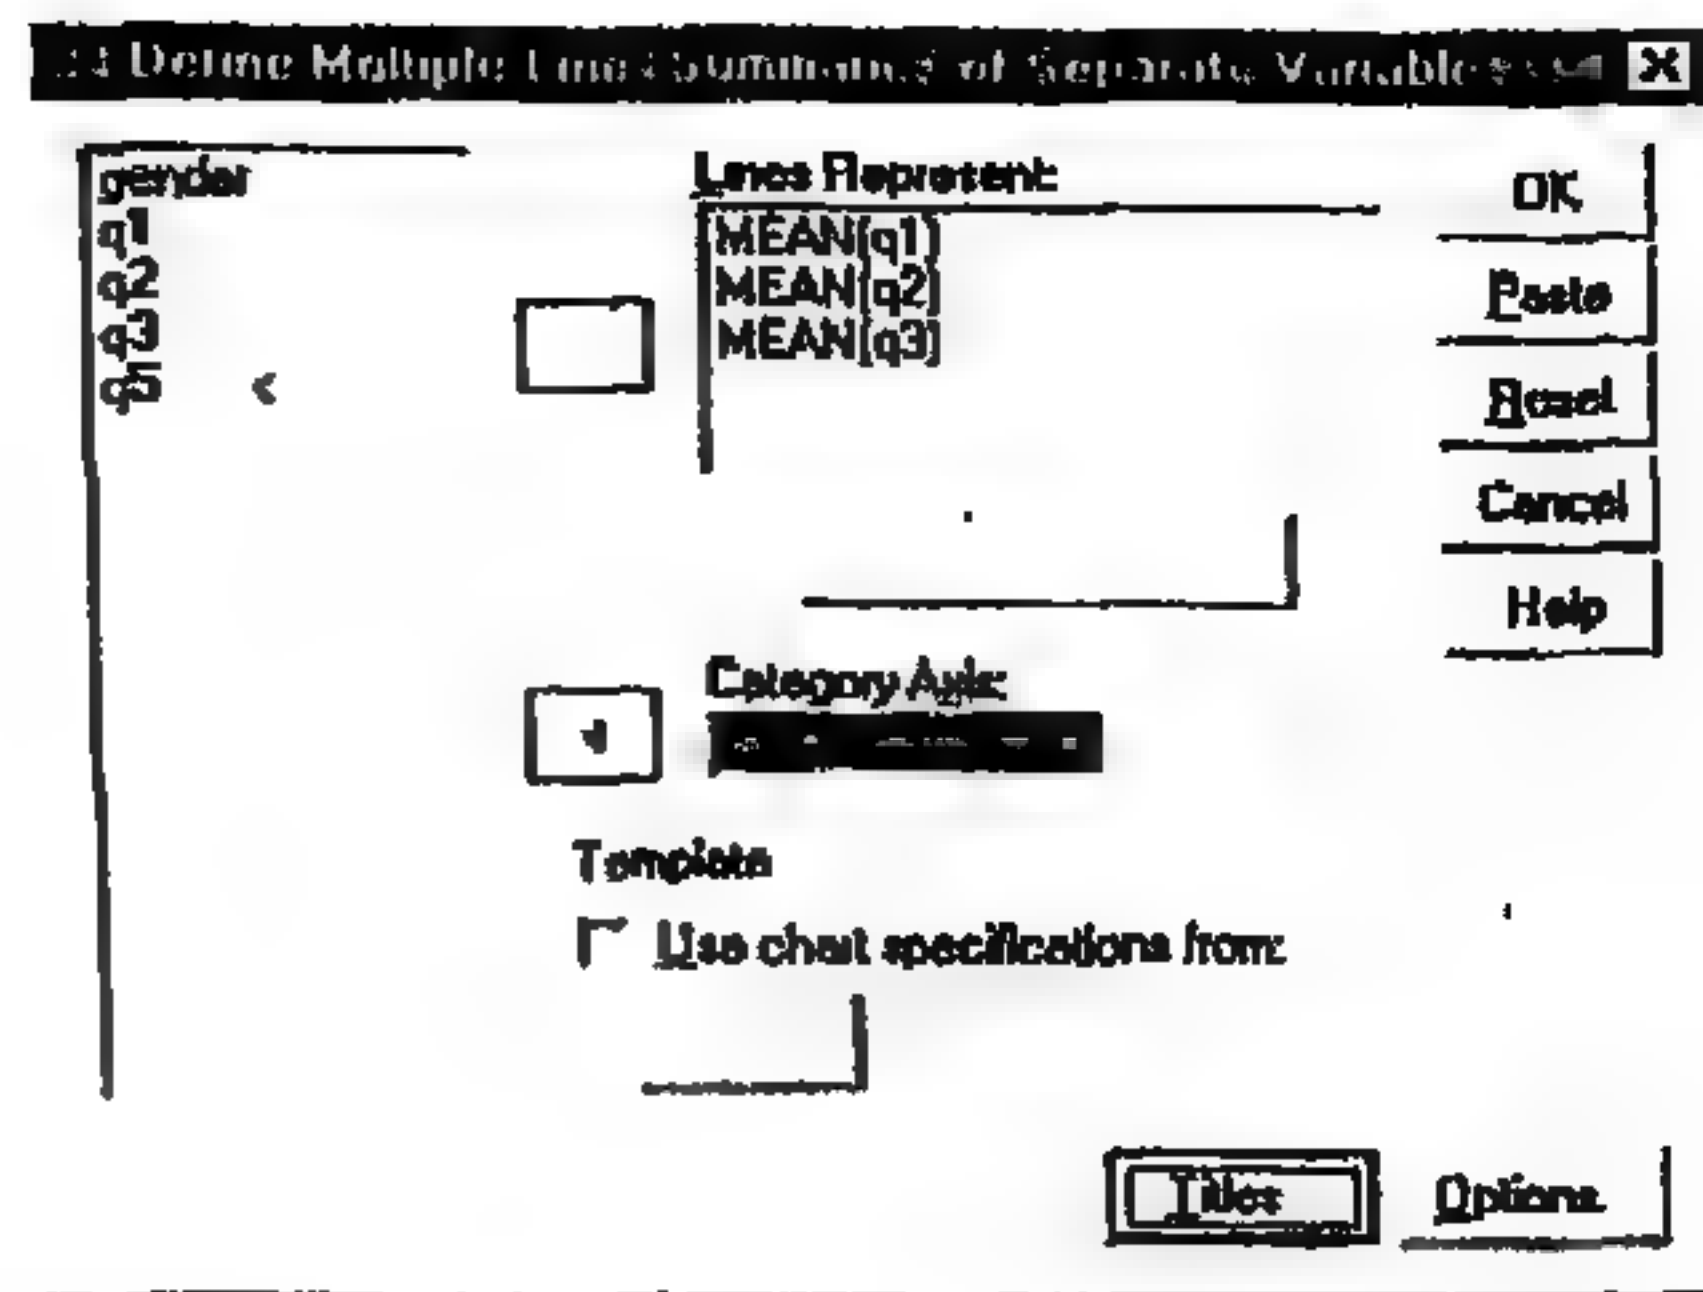 Define Multiple Line: Summaries of Separate Variables
gender
q1
q2
q3
Lines Represent:
MEAN(q1)
MEAN(q2)
MEAN(q3)
Category Axis:
Template
Use chart specifications from:
OK
Paste
Reset
Cancel
Help
Titles
Options